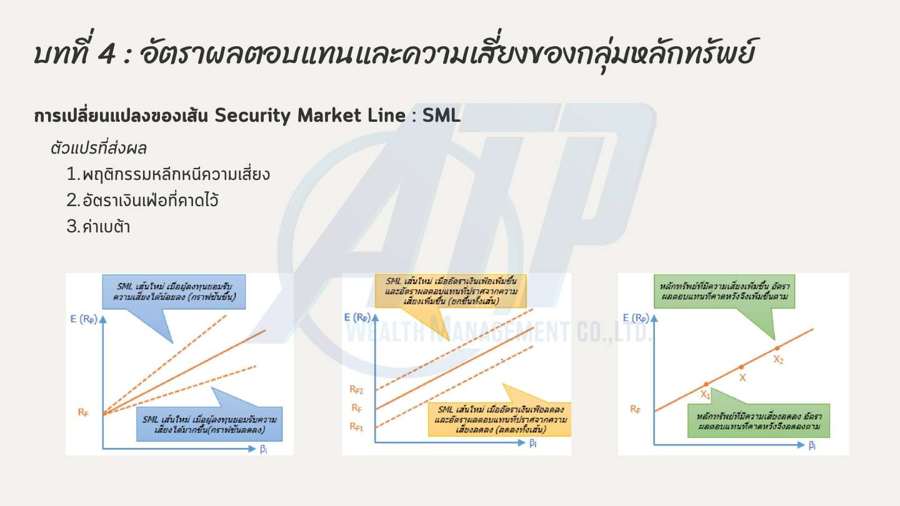 บทที่ 4 : อัตราผลตอบแทนและความเสี่ยงของกลุ่มหลักทรัพย์
การเปลี่ยนแปลงของเส้น Security Market Line : SML
ตัวแปรที่ส่งผล
1. พฤติกรรมหลีกหนีความเสี่ยง
2. อัตราเงินเฟ้อที่คาดไว้
3. ค่าเบต้า
ATP
WEALTH MANAGEMENT CO.,LTD.
SML เส้นใหม่ เมื่อผู้ลงทุนยอมรับ
ความเสี่ยงได้น้อยลง (กราฟชันขึ้น)
E (RP)
RF
SML เส้นใหม่ เมื่อผู้ลงทุนยอมรับความ
เสี่ยงได้มากขึ้น(กราฟชันลดลง)
βi
SML เส้นใหม่ เมื่ออัตราเงินเฟ้อเพิ่มขึ้น
และอัตราผลตอบแทนที่ปราศจากความ
เสี่ยงเพิ่มขึ้น (ยกขึ้นทั้งเส้น)
E (RP)
RF2
RF
RF1
SML เส้นใหม่ เมื่ออัตราเงินเฟ้อลดลง
และอัตราผลตอบแทนที่ปราศจากความ
เสี่ยงลดลง (ลดลงทั้งเส้น)
βi
หลักทรัพย์ที่มีความเสี่ยงเพิ่มขึ้น อัตรา
ผลตอบแทนที่คาดหวังจึงเพิ่มขึ้นตาม
E (RP)
X2
X
X1
RF
หลักทรัพย์ที่มีความเสี่ยงลดลง อัตรา
ผลตอบแทนที่คาดหวังจึงลดลงตาม
βi